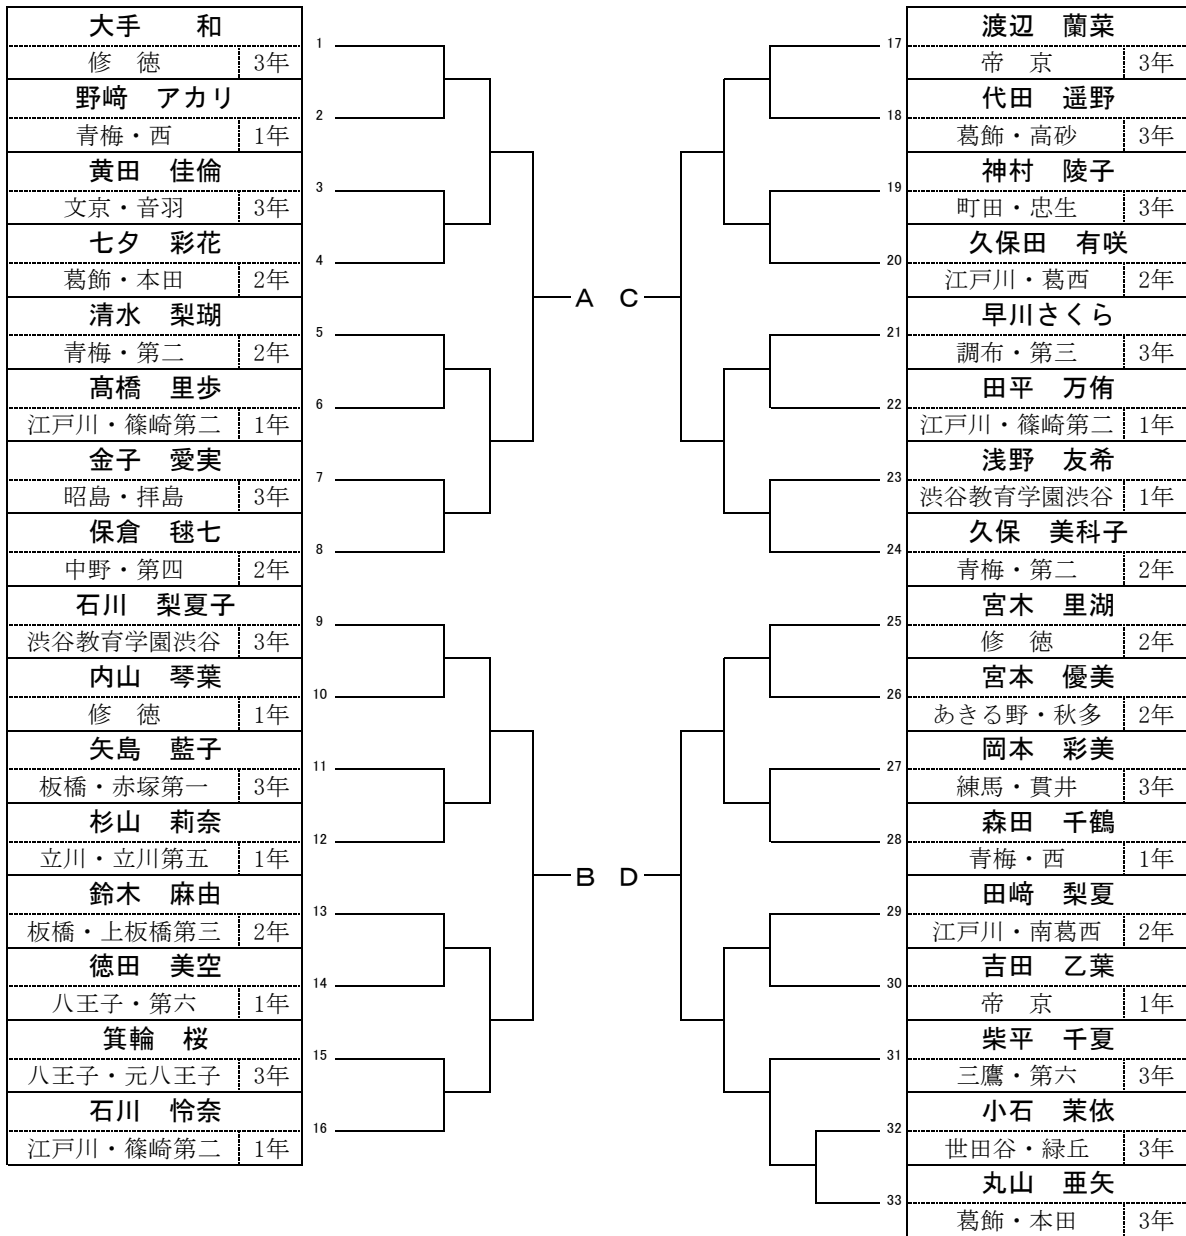 大手　　和
1
修　徳 3年
野﨑　アカリ
2
青梅・西 1年
黄田　佳倫
3
文京・音羽 3年
七夕　彩花
4
葛飾・本田 2年
清水　梨瑚
5
青梅・第二 2年
髙橋　里歩
6
江戸川・篠崎第二 1年
金子　愛実
7
昭島・拝島 3年
保倉　毬七
8
中野・第四 2年
石川　梨夏子
9
渋谷教育学園渋谷 3年
内山　琴葉
10
修　徳 1年
矢島　藍子
11
板橋・赤塚第一 3年
杉山　莉奈
12
立川・立川第五 1年
鈴木　麻由
13
板橋・上板橋第三 2年
徳田　美空
14
八王子・第六 1年
箕輪　桜
15
八王子・元八王子 3年
石川　怜奈
16
江戸川・篠崎第二 1年
A C
B D
渡辺　蘭菜
17
帝　京 3年
代田　遥野
18
葛飾・高砂 3年
神村　陵子
19
町田・忠生 3年
久保田　有咲
20
江戸川・葛西 2年
早川さくら
21
調布・第三 3年
田平　万侑
22
江戸川・篠崎第二 1年
浅野　友希
23
渋谷教育学園渋谷 1年
久保　美科子
24
青梅・第二 2年
宮木　里湖
25
修　徳 2年
宮本　優美
26
あきる野・秋多 2年
岡本　彩美
27
練馬・貫井 3年
森田　千鶴
28
青梅・西 1年
田﨑　梨夏
29
江戸川・南葛西 2年
吉田　乙葉
30
帝　京 1年
柴平　千夏
31
三鷹・第六 3年
小石　茉依
32
世田谷・緑丘 3年
丸山　亜矢
33
葛飾・本田 3年